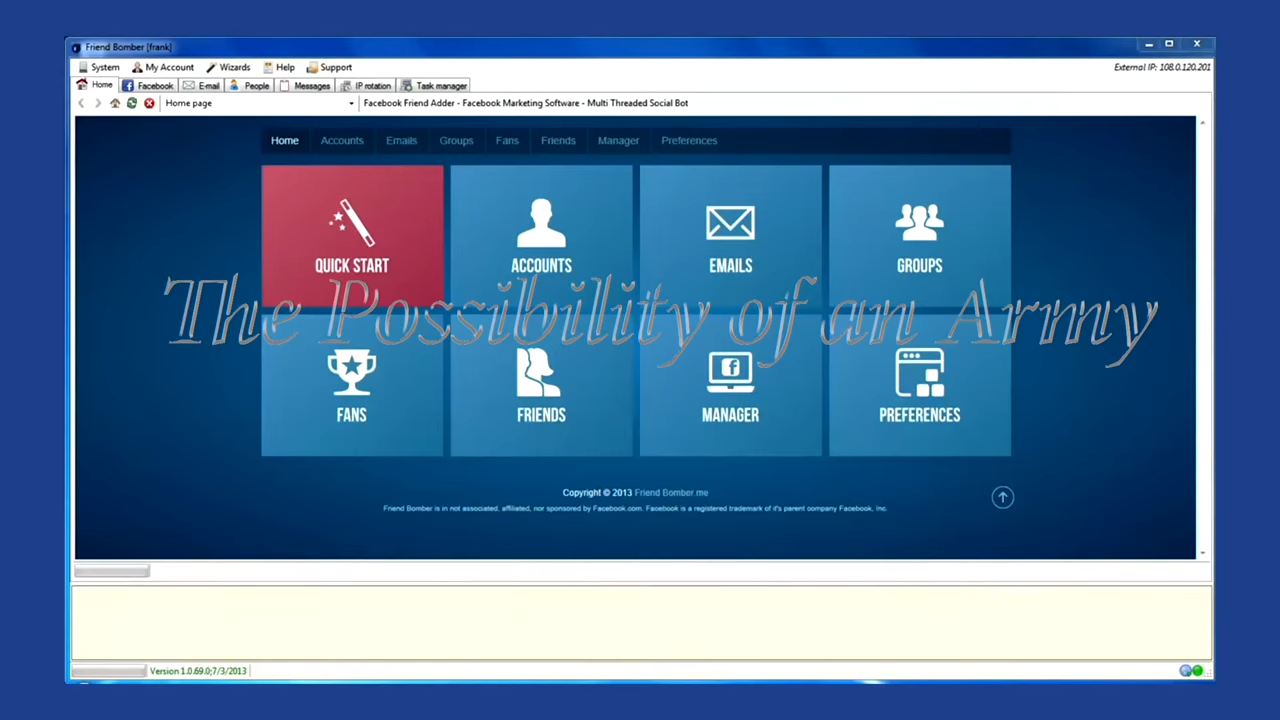 Friend Bomber [frank]
System My Account Wizards Help Support External IP: 108.0.120.201
Home Facebook E-mail People Messages IP rotation Task manager
Home page Facebook Friend Adder - Facebook Marketing Software - Multi Threaded Social Bot
Home Accounts Emails Groups Fans Friends Manager Preferences
QUICK START ACCOUNTS EMAILS GROUPS
The Possibility of an Army
FANS FRIENDS MANAGER PREFERENCES
Copyright © 2013 Friend Bomber.me
Friend Bomber is in not associated, affiliated, nor sponsored by Facebook.com. Facebook is a registered trademark of it's parent company Facebook, Inc.
Version 1.0.69.0;7/3/2013